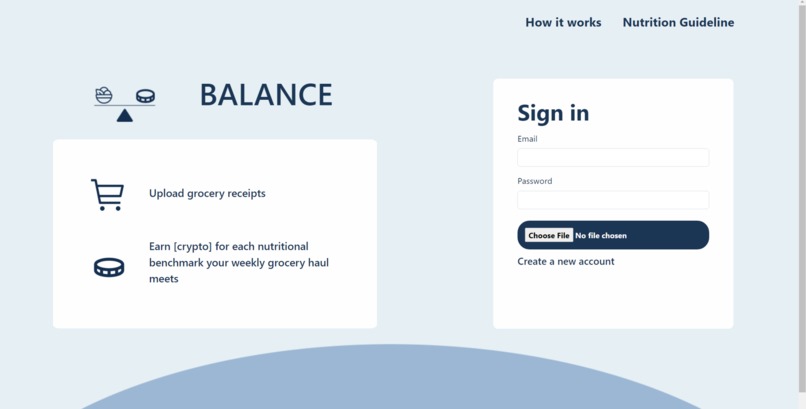 How it works
Nutrition Guideline
BALANCE
Upload grocery receipts
Earn [crypto] for each nutritional
benchmark your weekly grocery haul
meets
Sign in
Email
Password
Choose File No file chosen
Create a new account